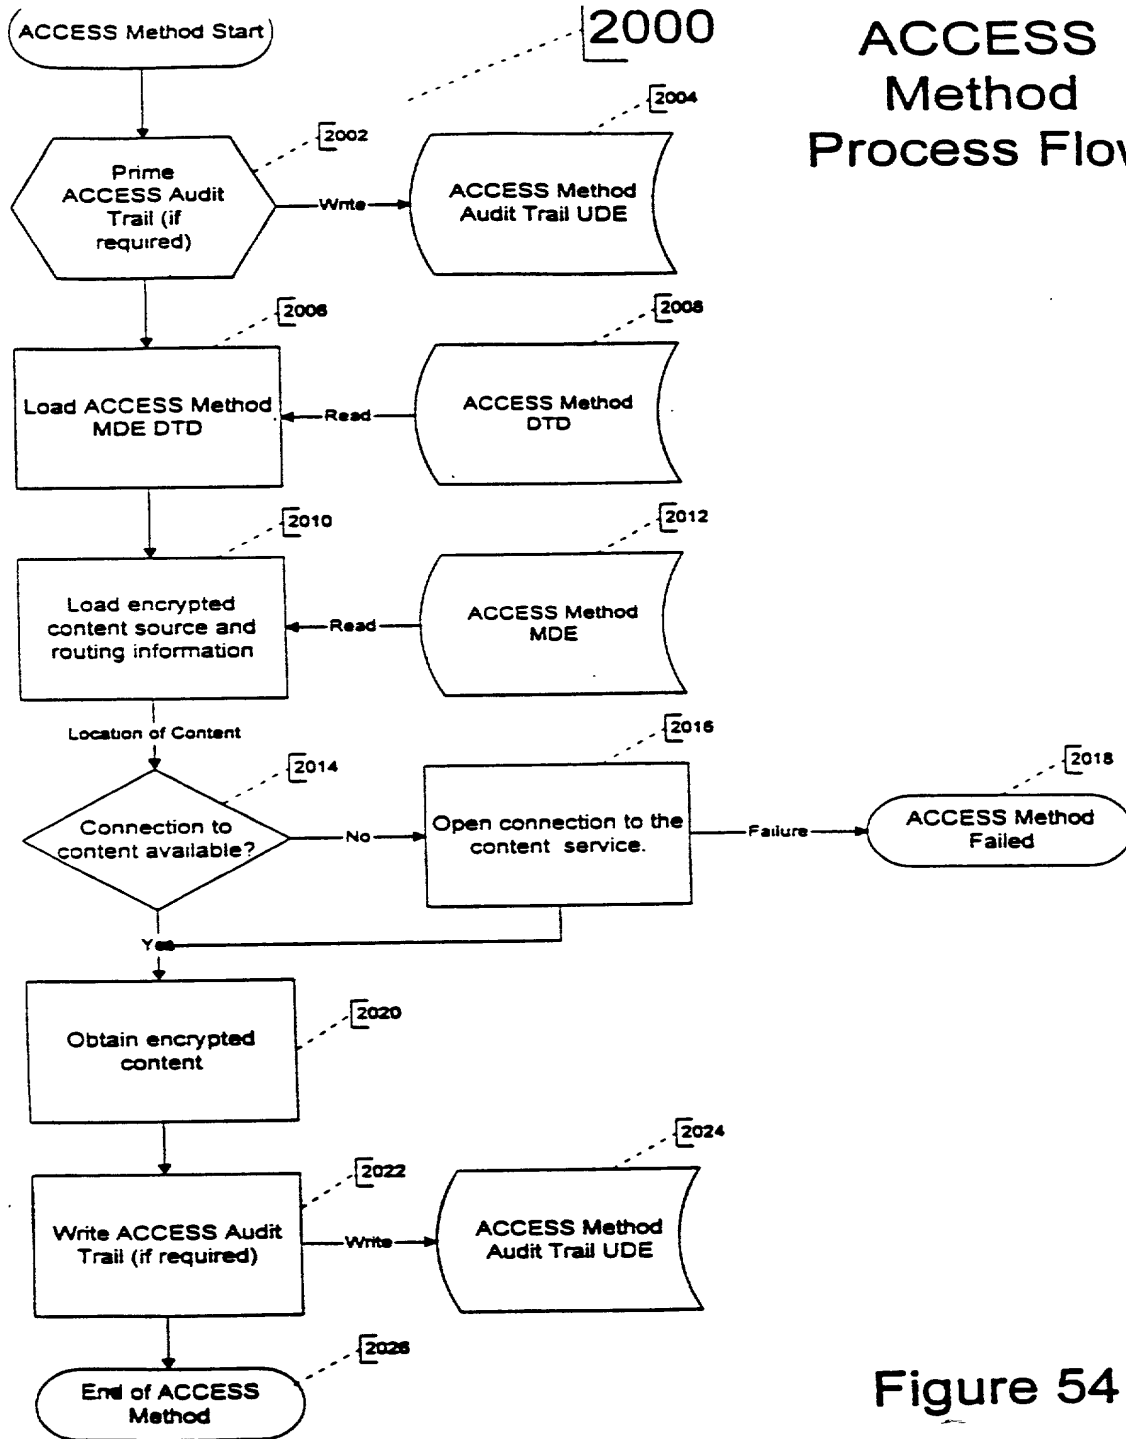 ACCESS Method Start
2000
ACCESS
Method
Process Flow
2002
2004
Prime
ACCESS Audit
Trail (if
required)
Write
ACCESS Method
Audit Trail UDE
2006
2008
Load ACCESS Method
MDE DTD
Read
ACCESS Method
DTD
2010
2012
Load encrypted
content source and
routing information
Read
ACCESS Method
MDE
Location of Content
2014
2016
2018
Connection to
content available?
No
Open connection to the
content service.
Failure
ACCESS Method
Failed
Yes
2020
Obtain encrypted
content
2022
2024
Write ACCESS Audit
Trail (if required)
Write
ACCESS Method
Audit Trail UDE
2026
End of ACCESS
Method
Figure 54